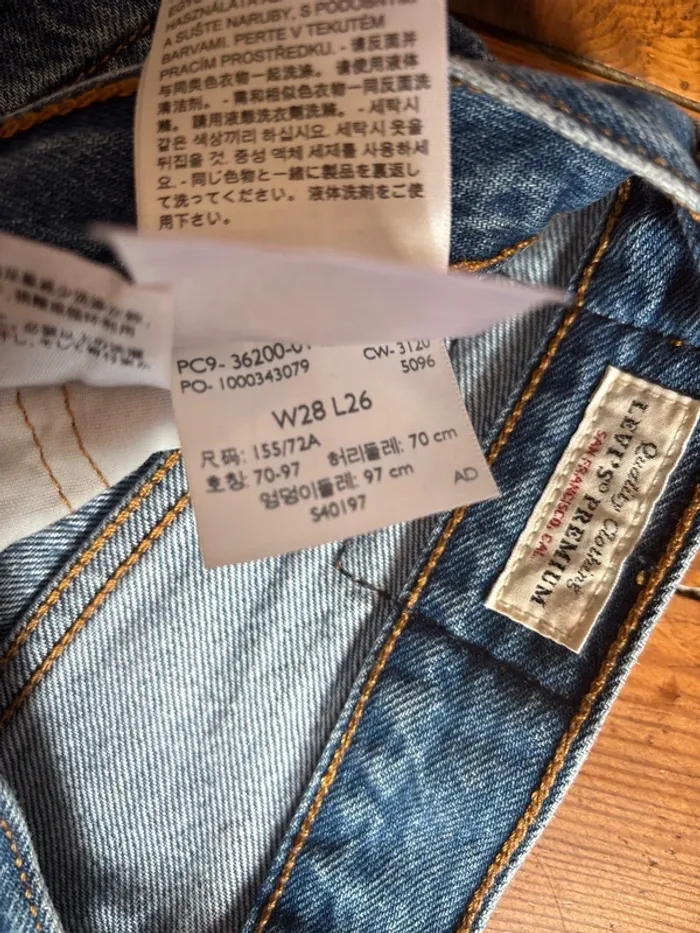 A SUŠTE NARUBY, S PODOBNÝMI
BARVAMI. PERTE V TEKUTÉM
PRACÍM PROSTŘEDKU. - 请反面并
与同类色衣物一起洗涤。 请使用液体
清洁剂。 - 需和相似色衣物一同反面洗
滌。 請用液態洗衣劑洗滌。 - 세탁시
같은 색상끼리 하십시요. 세탁시 옷을
뒤집을 것. 중성 액체 세제를 사용하세
요. - 同じ色物と一緒に製品を裏返し
て洗ってください。 液体洗剤をご使
用下さい。
PC9- 36200-01
CW- 3120
PO- 1000343079
5096
W28 L26
尺码: 155/72A
허리둘레: 70 cm
호칭: 70-97
엉덩이둘레: 97 cm
AD
S40197
Quality Clothing
LEVI'S® PREMIUM
SAN FRANCISCO, CAL